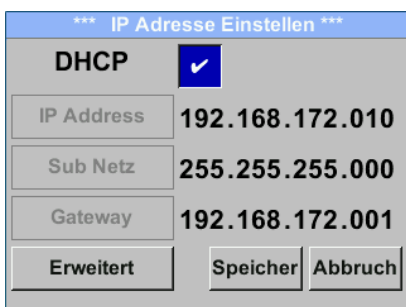 *** IP Adresse Einstellen ***
DHCP ✔
IP Address 192.168.172.010
Sub Netz 255.255.255.000
Gateway 192.168.172.001
Erweitert Speicher Abbruch